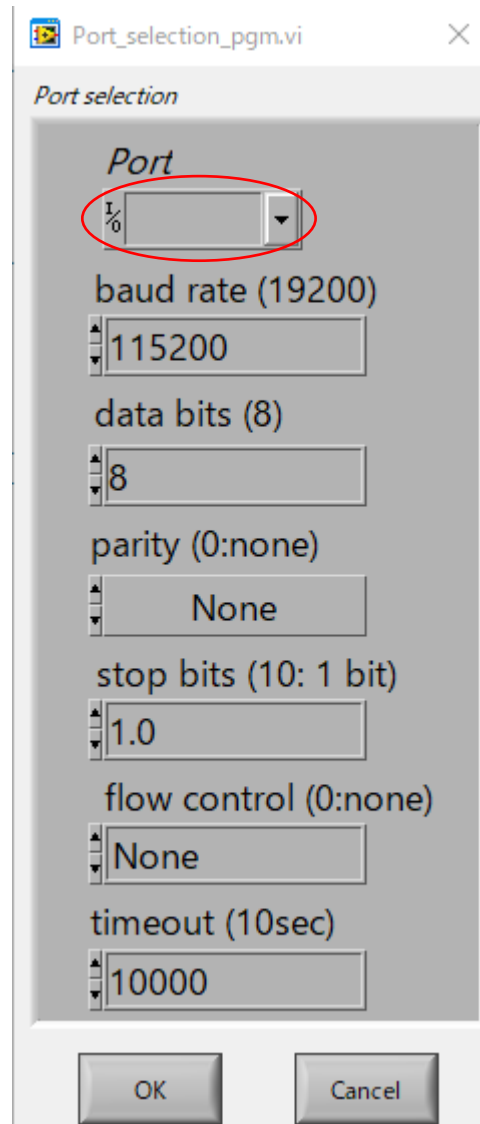 Port_selection_pgm.vi
Port selection
Port
I/O
baud rate (19200)
115200
data bits (8)
8
parity (0:none)
None
stop bits (10: 1 bit)
1.0
flow control (0:none)
None
timeout (10sec)
10000
OK Cancel